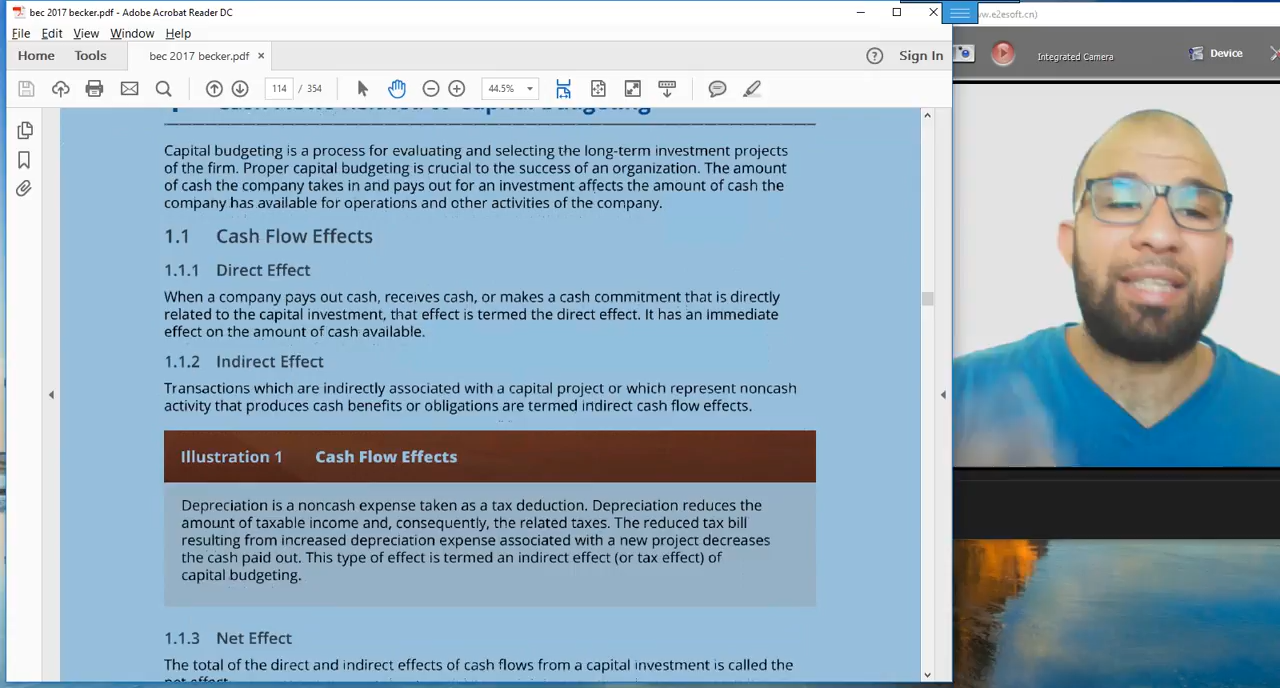 bec 2017 becker.pdf - Adobe Acrobat Reader DC
w.e2esoft.cn)
File Edit View Window Help
Home Tools bec 2017 becker.pdf × Sign In
Integrated Camera Device
114 / 354 44.5%
Cash Flows Related to Capital Budgeting
Capital budgeting is a process for evaluating and selecting the long-term investment projects
of the firm. Proper capital budgeting is crucial to the success of an organization. The amount
of cash the company takes in and pays out for an investment affects the amount of cash the
company has available for operations and other activities of the company.
1.1 Cash Flow Effects
1.1.1 Direct Effect
When a company pays out cash, receives cash, or makes a cash commitment that is directly
related to the capital investment, that effect is termed the direct effect. It has an immediate
effect on the amount of cash available.
1.1.2 Indirect Effect
Transactions which are indirectly associated with a capital project or which represent noncash
activity that produces cash benefits or obligations are termed indirect cash flow effects.
Illustration 1 Cash Flow Effects
Depreciation is a noncash expense taken as a tax deduction. Depreciation reduces the
amount of taxable income and, consequently, the related taxes. The reduced tax bill
resulting from increased depreciation expense associated with a new project decreases
the cash paid out. This type of effect is termed an indirect effect (or tax effect) of
capital budgeting.
1.1.3 Net Effect
The total of the direct and indirect effects of cash flows from a capital investment is called the
net effect.